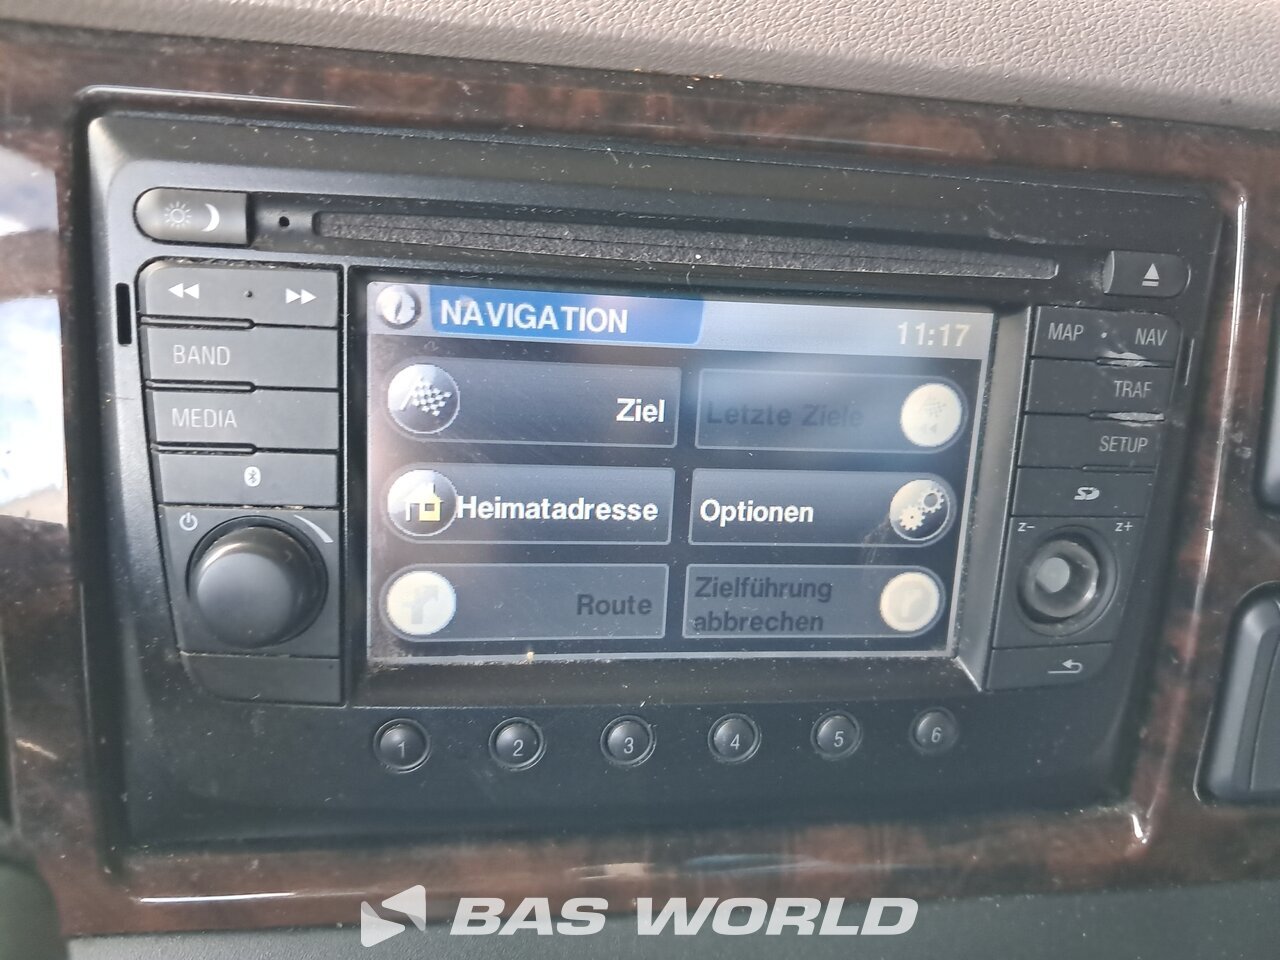 NAVIGATION
11:17
Ziel
Letzte Ziele
Heimatadresse
Optionen
Route
Zielführung
abbrechen
BAND
MEDIA
MAP
NAV
TRAF
SETUP
z-
z+
1
2
3
4
5
6
BAS WORLD